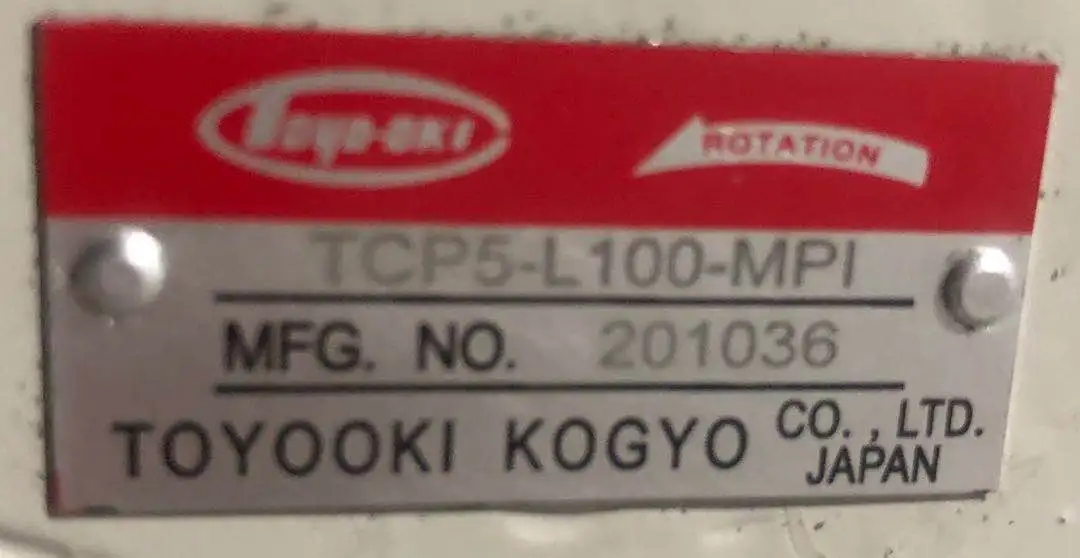 Toyo-oki
ROTATION
TCP5-L100-MPI
MFG. NO. 201036
TOYOOKI KOGYO CO., LTD.
JAPAN